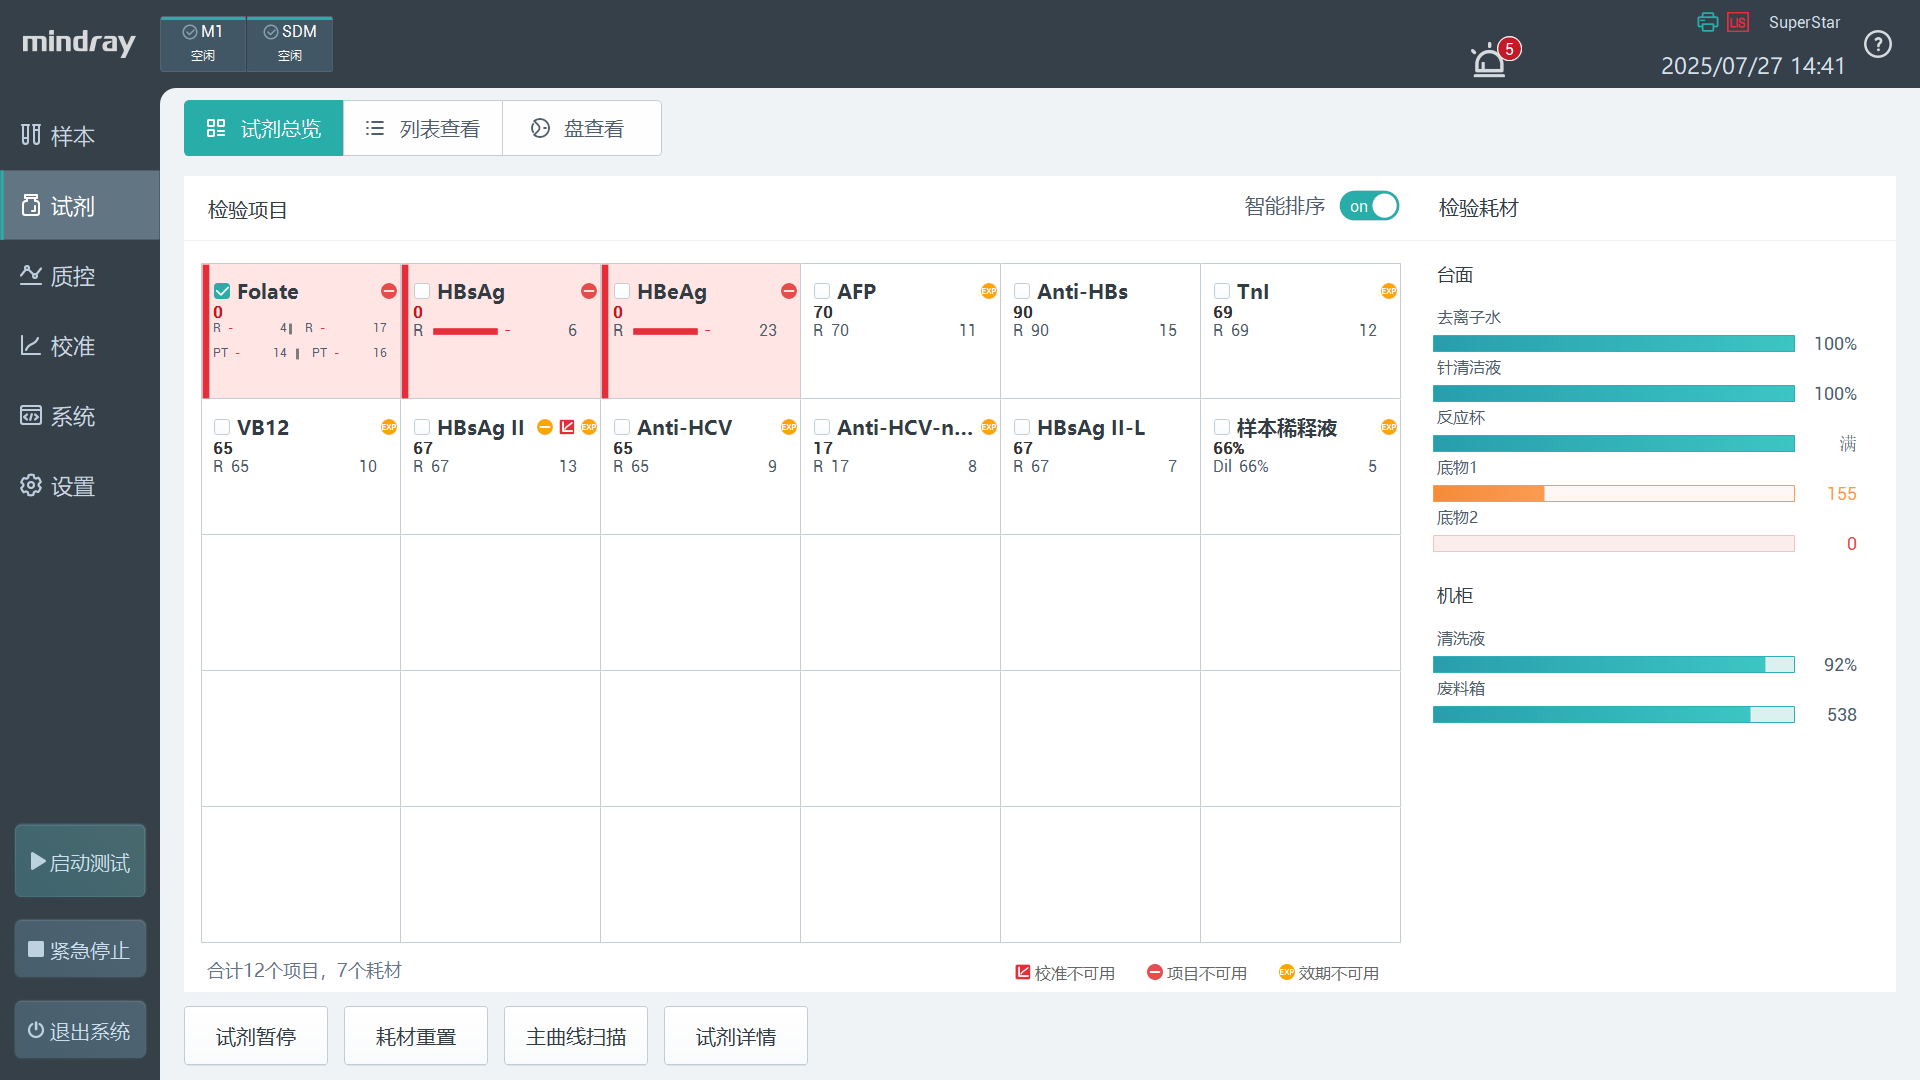 mindray
M1
空闲
SDM
空闲
5
LIS
SuperStar
2025/07/27 14:41
?
样本
试剂
质控
校准
系统
设置
启动测试
紧急停止
退出系统
试剂总览
列表查看
盘查看
检验项目
智能排序
on
检验耗材
Folate
0
R - 4 R - 17
PT - 14 PT - 16
HBsAg
0
R - 6
HBeAg
0
R - 23
AFP EXP
70
R 70 11
Anti-HBs
90
R 90 15
TnI EXP
69
R 69 12
VB12 EXP
65
R 65 10
HBsAg II EXP
67
R 67 13
Anti-HCV EXP
65
R 65 9
Anti-HCV-n... EXP
17
R 17 8
HBsAg II-L
67
R 67 7
样本稀释液 EXP
66%
Dil 66% 5
合计12个项目，7个耗材
校准不可用
项目不可用
EXP 效期不可用
台面
去离子水
100%
针清洁液
100%
反应杯
满
底物1
155
底物2
0
机柜
清洗液
92%
废料箱
538
试剂暂停
耗材重置
主曲线扫描
试剂详情